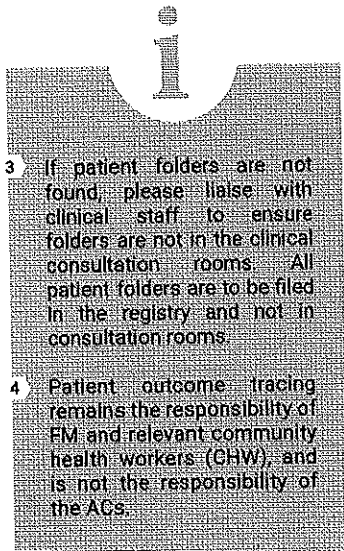 i
3 If patient folders are not
found, please liaise with
clinical staff to ensure
folders are not in the clinical
consultation rooms. All
patient folders are to be filed
in the registry and not in
consultation rooms.
4 Patient outcome tracing
remains the responsibility of
FM and relevant community
health workers (CHW), and
is not the responsibility of
the ACs.